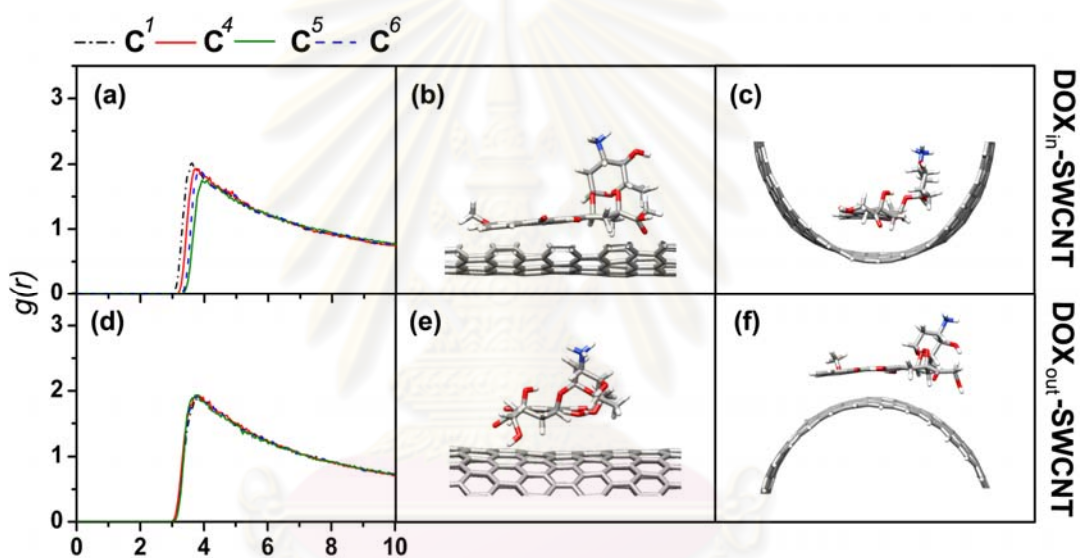 C1 C4 C5 C6
(a) (b) (c)
3
2
1
0
DOXin-SWCNT
g(r)
(d) (e) (f)
3
2
1
0
DOXout-SWCNT
0 2 4 6 8 10